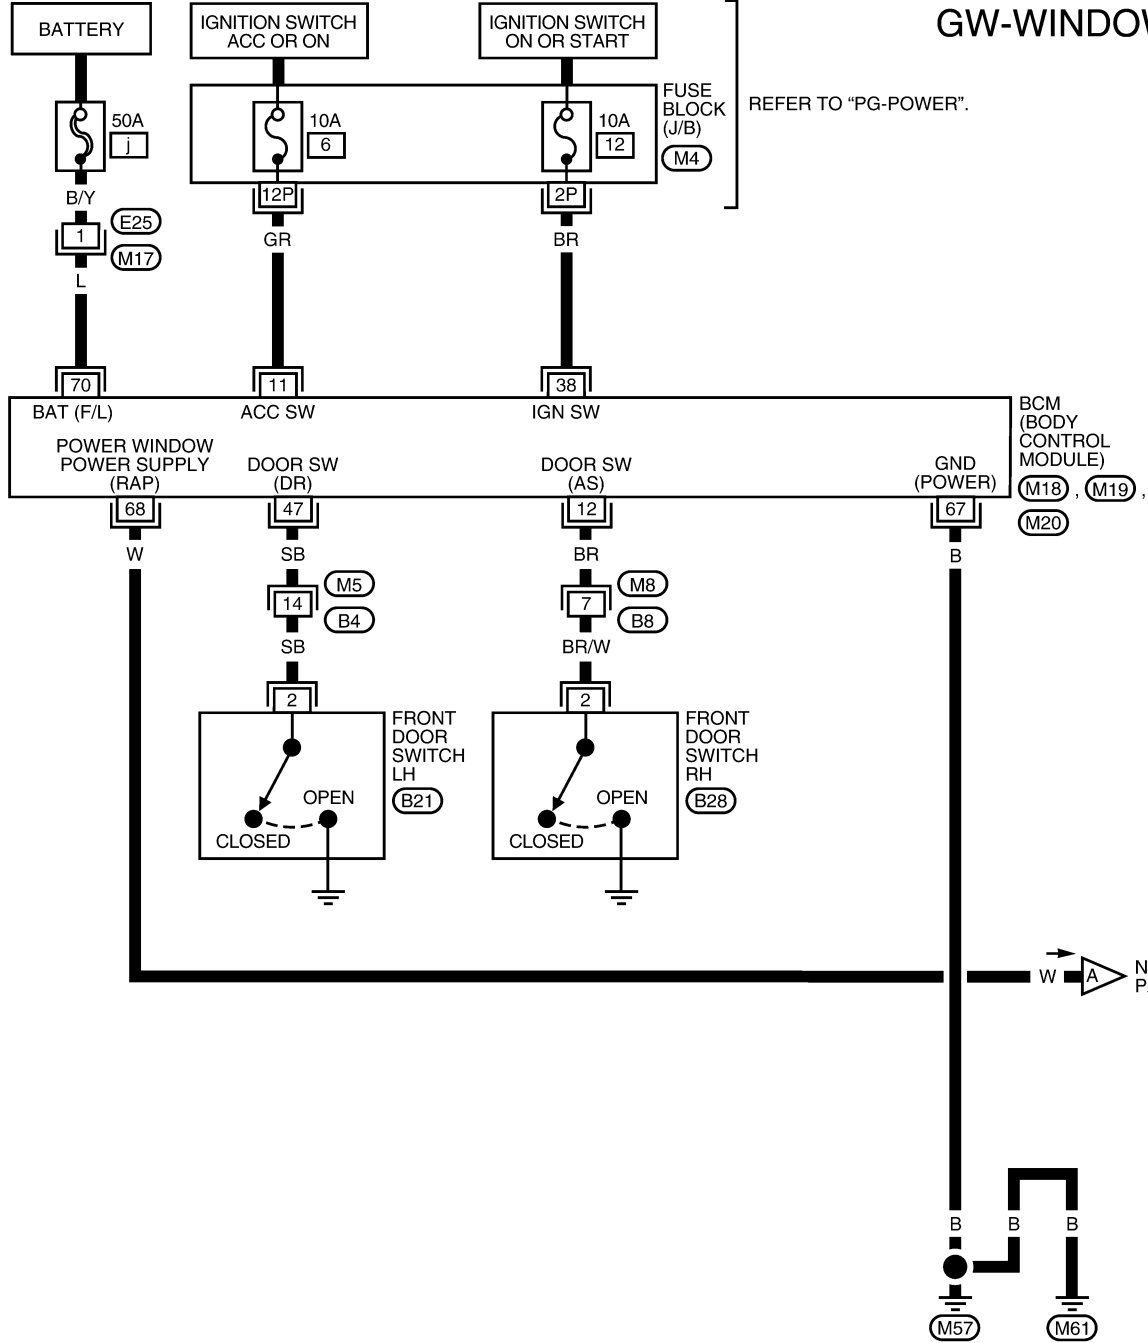 GW-WINDOW
BATTERY
IGNITION SWITCH
ACC OR ON
IGNITION SWITCH
ON OR START
50A
j
10A
6
10A
12
FUSE
BLOCK
(J/B)
M4
REFER TO “PG-POWER”.
12P
2P
B/Y
1
E25
M17
GR
BR
L
70
11
38
BAT (F/L)
ACC SW
IGN SW
POWER WINDOW
POWER SUPPLY
(RAP)
DOOR SW
(DR)
DOOR SW
(AS)
GND
(POWER)
BCM
(BODY
CONTROL
MODULE)
M18 , M19 ,
M20
68
47
12
67
W
SB
BR
B
14
M5
B4
7
M8
B8
SB
BR/W
2
2
FRONT
DOOR
SWITCH
LH
B21
FRONT
DOOR
SWITCH
RH
B28
OPEN
CLOSED
OPEN
CLOSED
W
A
B
B
B
M57
M61